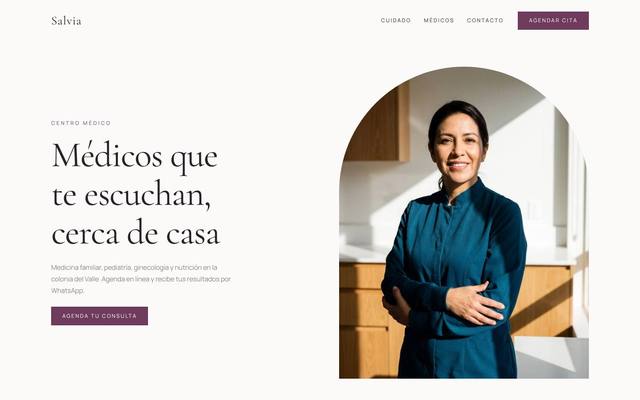 Salvia
CUIDADO
MÉDICOS
CONTACTO
AGENDAR CITA
CENTRO MÉDICO
Médicos que
te escuchan,
cerca de casa
Medicina familiar, pediatría, ginecología y nutrición en la
colonia del Valle. Agenda en línea y recibe tus resultados por
WhatsApp.
AGENDA TU CONSULTA